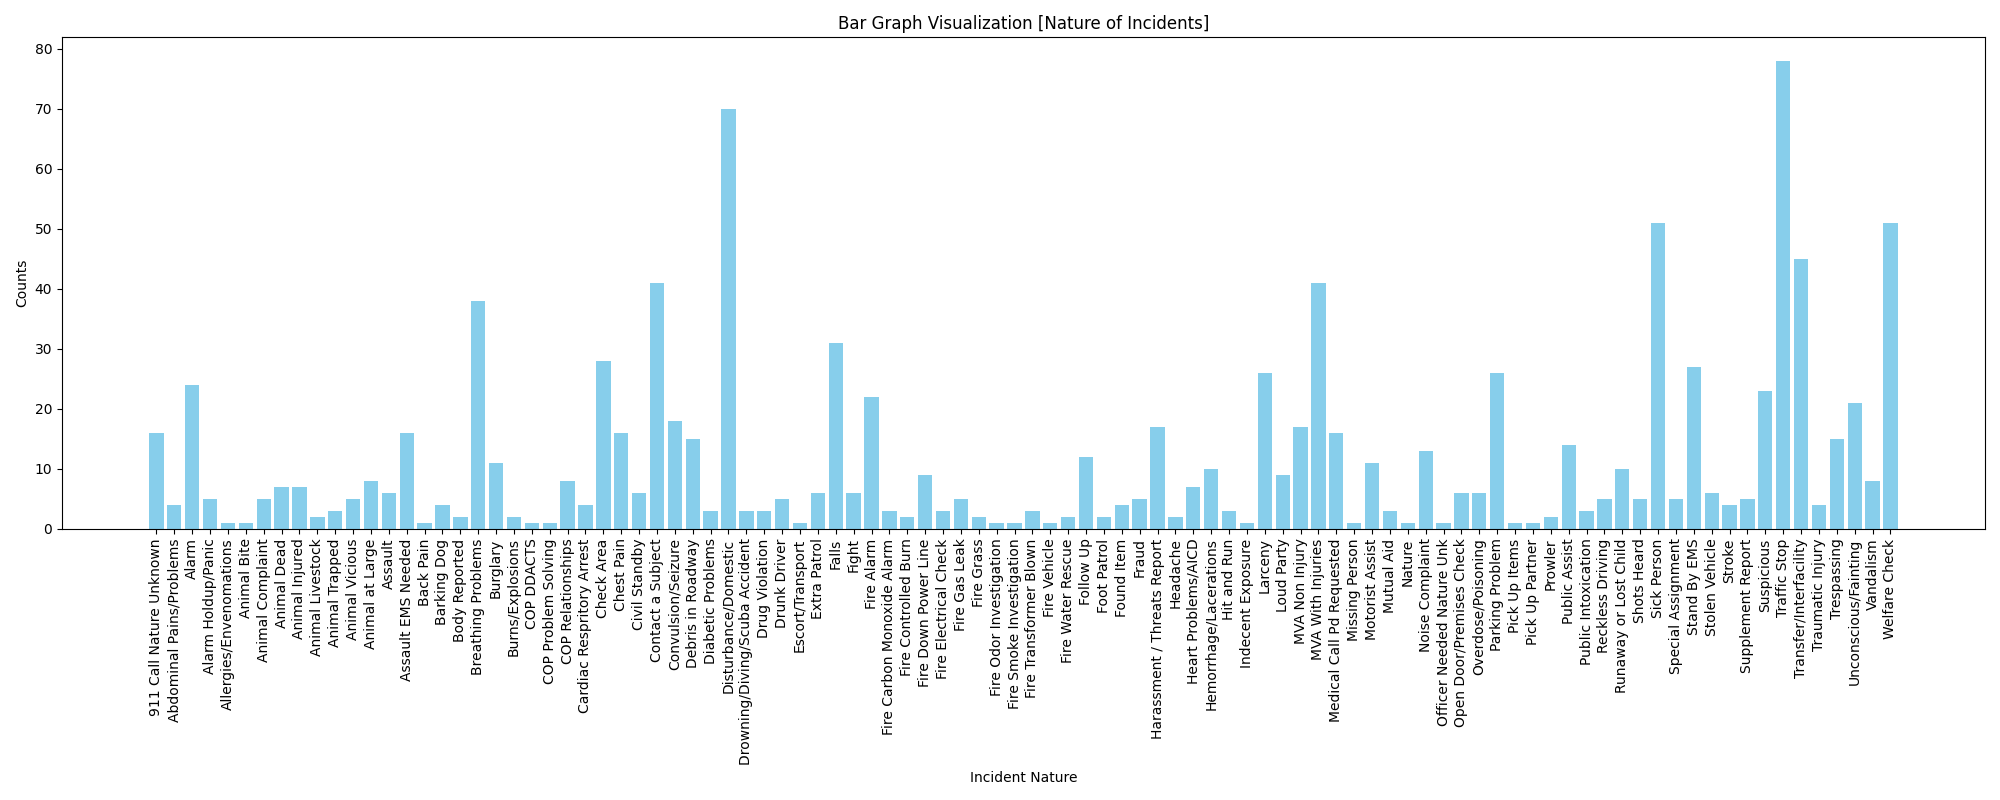 Bar Graph Visualization [Nature of Incidents]
80
70
60
50
40
30
20
10
0
Counts
911 Call Nature Unknown
Abdominal Pains/Problems
Alarm
Alarm Holdup/Panic
Allergies/Envenomations
Animal Bite
Animal Complaint
Animal Dead
Animal Injured
Animal Livestock
Animal Trapped
Animal Vicious
Animal at Large
Assault
Assault EMS Needed
Back Pain
Barking Dog
Body Reported
Breathing Problems
Burglary
Burns/Explosions
COP DDACTS
COP Problem Solving
COP Relationships
Cardiac Respritory Arrest
Check Area
Chest Pain
Civil Standby
Contact a Subject
Convulsion/Seizure
Debris in Roadway
Diabetic Problems
Disturbance/Domestic
Drowning/Diving/Scuba Accident
Drug Violation
Drunk Driver
Escort/Transport
Extra Patrol
Falls
Fight
Fire Alarm
Fire Carbon Monoxide Alarm
Fire Controlled Burn
Fire Down Power Line
Fire Electrical Check
Fire Gas Leak
Fire Grass
Fire Odor Investigation
Fire Smoke Investigation
Fire Transformer Blown
Fire Vehicle
Fire Water Rescue
Follow Up
Foot Patrol
Found Item
Fraud
Harassment / Threats Report
Headache
Heart Problems/AICD
Hemorrhage/Lacerations
Hit and Run
Indecent Exposure
Larceny
Loud Party
MVA Non Injury
MVA With Injuries
Medical Call Pd Requested
Missing Person
Motorist Assist
Mutual Aid
Nature
Noise Complaint
Officer Needed Nature Unk
Open Door/Premises Check
Overdose/Poisoning
Parking Problem
Pick Up Items
Pick Up Partner
Prowler
Public Assist
Public Intoxication
Reckless Driving
Runaway or Lost Child
Shots Heard
Sick Person
Special Assignment
Stand By EMS
Stolen Vehicle
Stroke
Supplement Report
Suspicious
Traffic Stop
Transfer/Interfacility
Traumatic Injury
Trespassing
Unconscious/Fainting
Vandalism
Welfare Check
Incident Nature